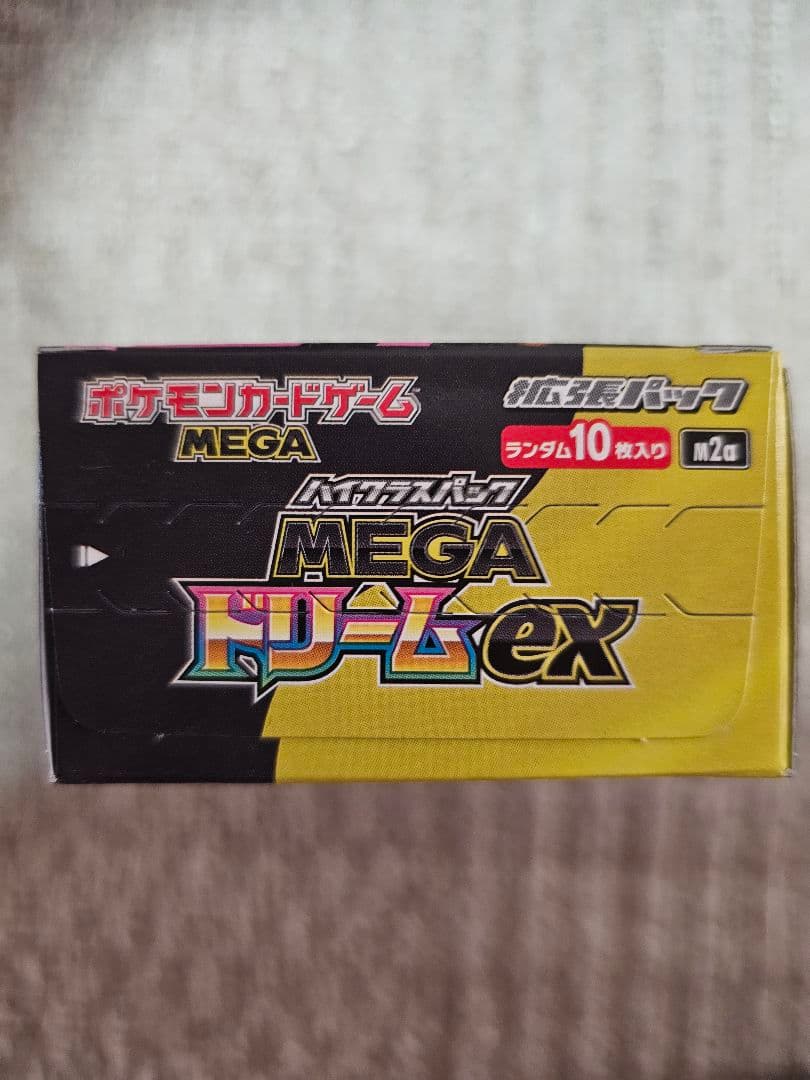 ポケモンカードゲーム
MEGA
拡張パック
ランダム10枚入り M2a
ハイクラスパック
MEGA
ドリームex